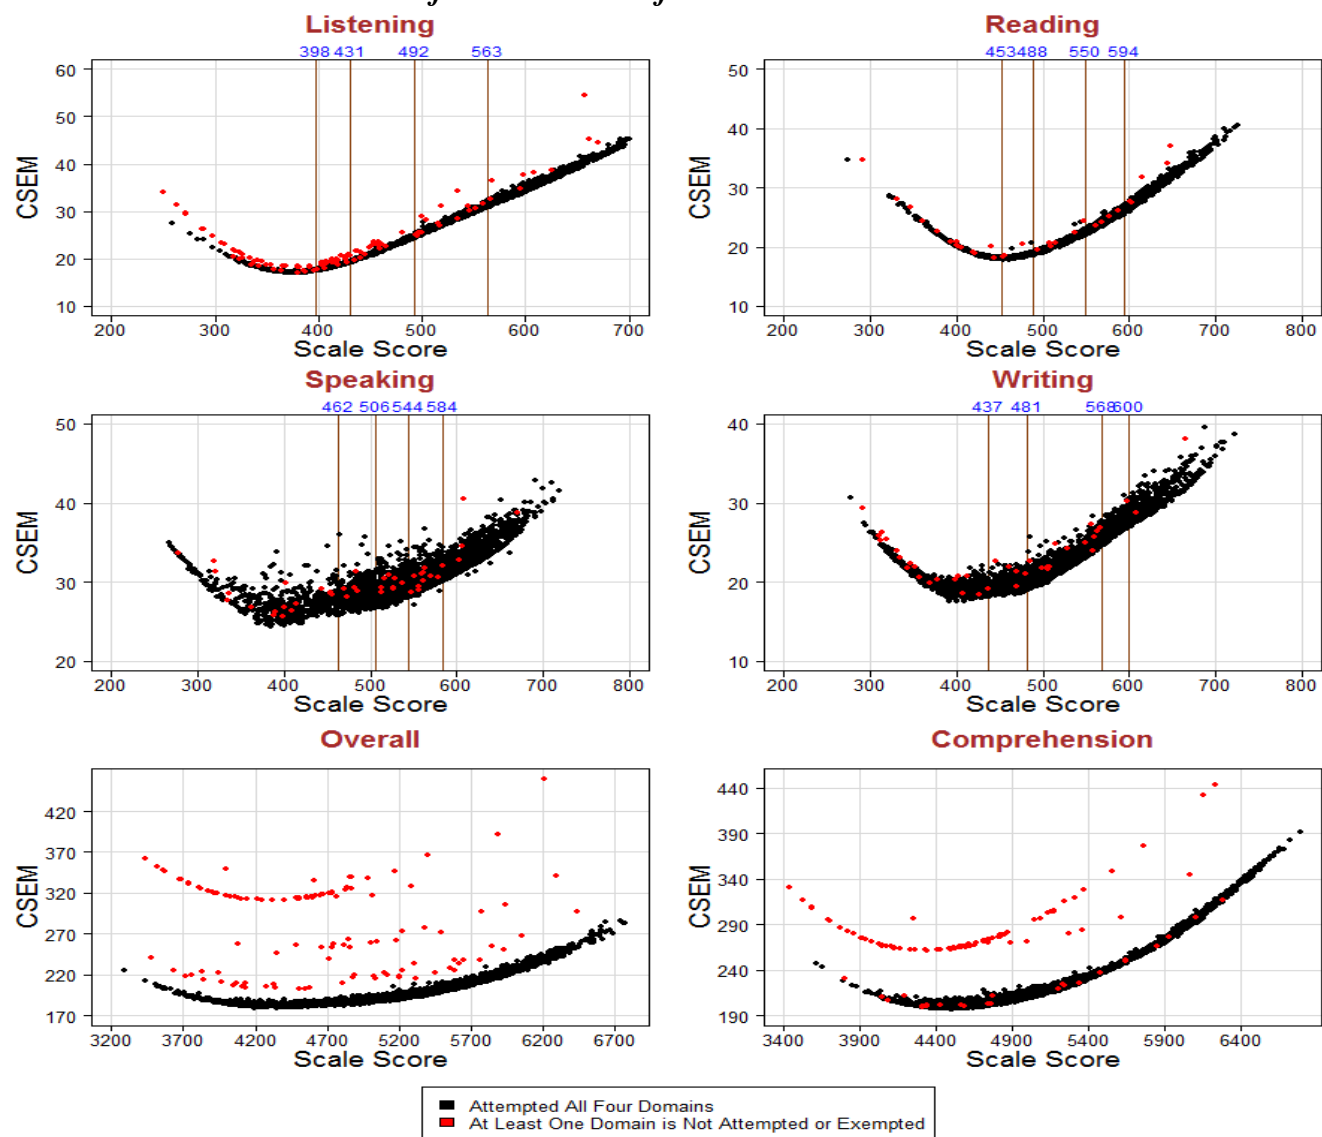 Listening
398 431 492 563
60
50
40
30
20
10
CSEM
200 300 400 500 600 700
Scale Score
Reading
453 488 550 594
50
40
30
20
10
CSEM
200 300 400 500 600 700 800
Scale Score
Speaking
462 506 544 584
50
40
30
20
CSEM
200 300 400 500 600 700 800
Scale Score
Writing
437 481 568 600
40
30
20
10
CSEM
200 300 400 500 600 700 800
Scale Score
Overall
420
370
320
270
220
170
CSEM
3200 3700 4200 4700 5200 5700 6200 6700
Scale Score
Comprehension
440
390
340
290
240
190
CSEM
3400 3900 4400 4900 5400 5900 6400
Scale Score
Attempted All Four Domains
At Least One Domain is Not Attempted or Exempted